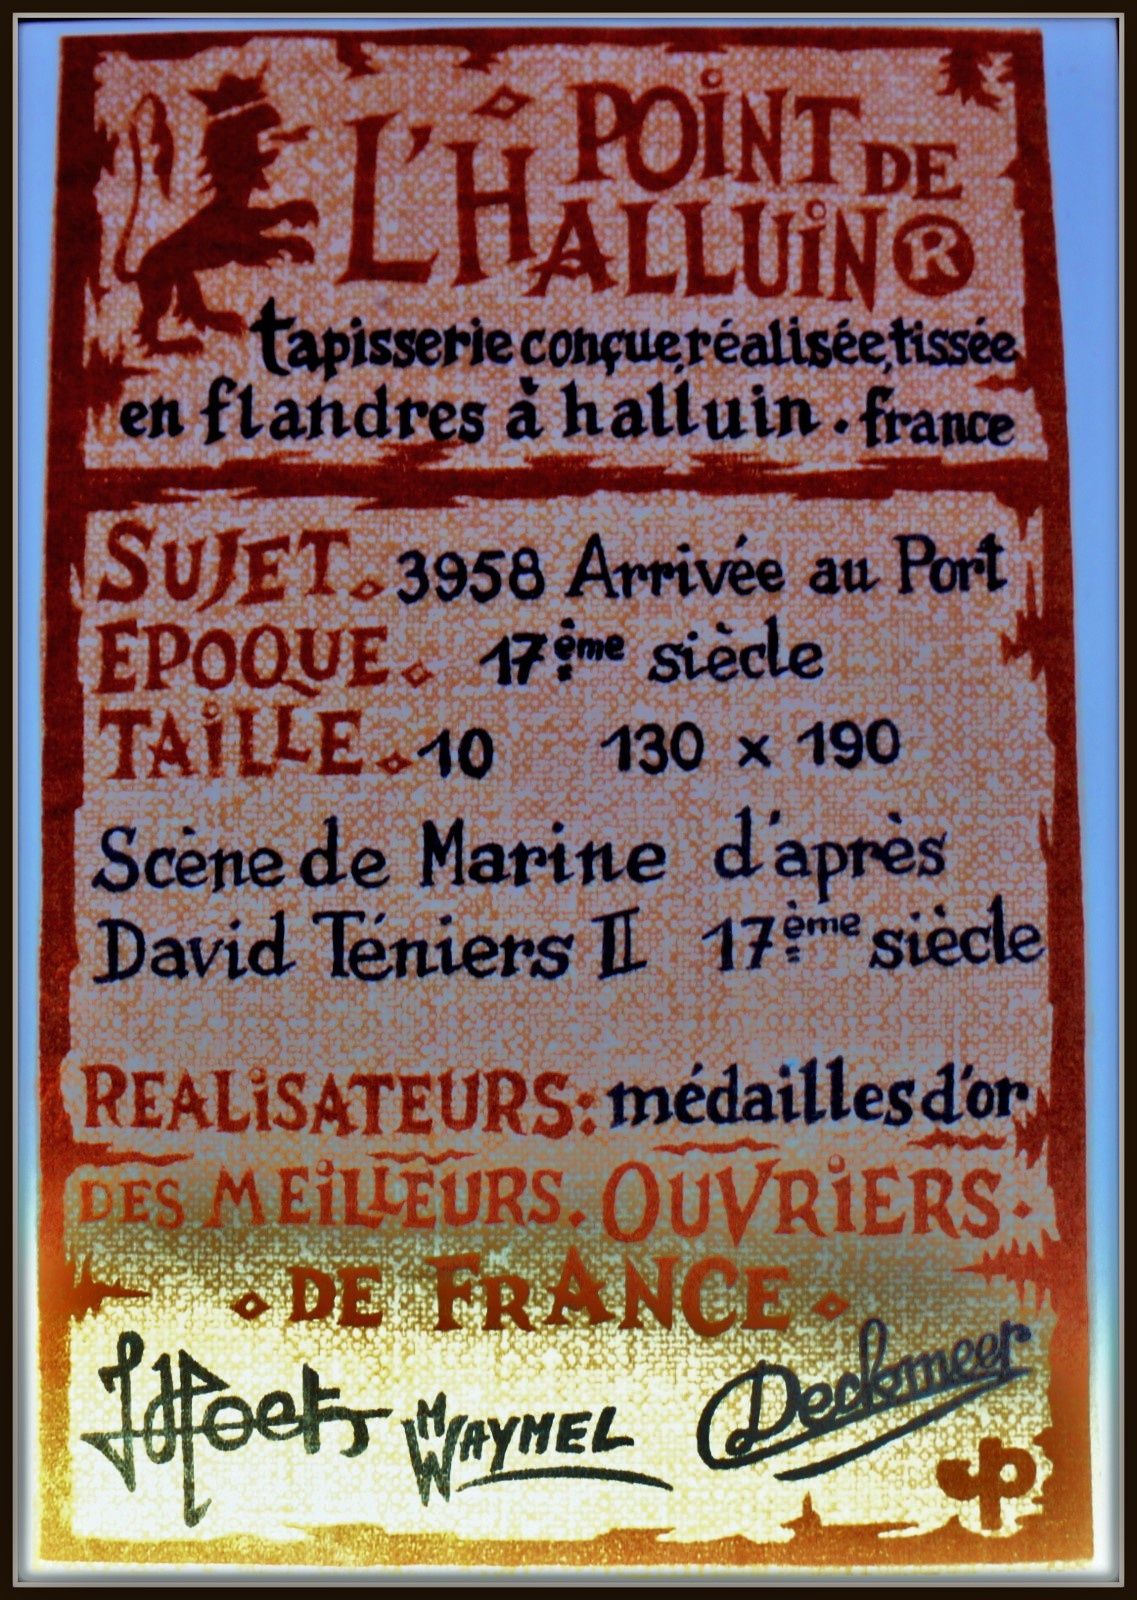 L'H POINT DE
HALLUIN ®
tapisserie conçue, réalisée, tissée
en flandres à halluin. france
SUJET. 3958 Arrivée au Port
EPOQUE. 17ème siècle
TAILLE. 10 130 x 190
Scène de Marine d'après
David Téniers II 17ème siècle
REALISATEURS: médailles d'or
DES MEILLEURS. OUVRIERS.
DE FRANCE
M WAYMEL
Deckmeer